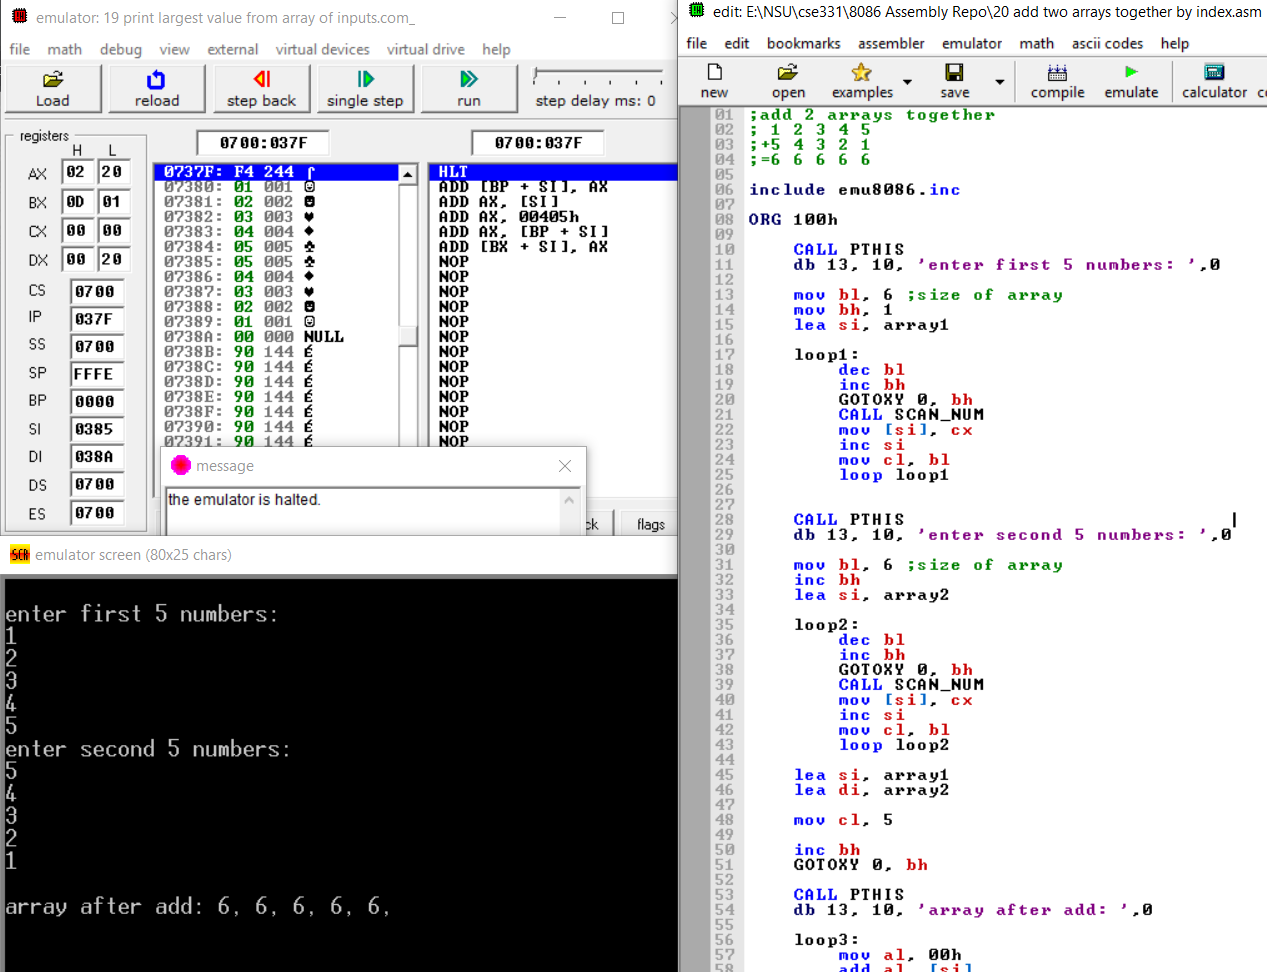 emulator: 19 print largest value from array of inputs.com_
file math debug view external virtual devices virtual drive help
Load reload step back single step run step delay ms: 0
registers
H L
AX 02 20
BX 0D 01
CX 00 00
DX 00 20
CS 0700
IP 037F
SS 0700
SP FFFE
BP 0000
SI 0385
DI 038A
DS 0700
ES 0700
0700:037F
0700:037F
0737F: F4 244
07380: 01 001 ☺
07381: 02 002 ☻
07382: 03 003 ♥
07383: 04 004 ♦
07384: 05 005 ♣
07385: 05 005 ♣
07386: 04 004 ♦
07387: 03 003 ♥
07388: 02 002 ☻
07389: 01 001 ☺
0738A: 00 000 NULL
0738B: 90 144 É
0738C: 90 144 É
0738D: 90 144 É
0738E: 90 144 É
0738F: 90 144 É
07390: 90 144 É
07391: 90 144 É
HLT
ADD [BP + SI], AX
ADD AX, [SI]
ADD AX, 00405h
ADD AX, [BP + SI]
ADD [BX + SI], AX
NOP
NOP
NOP
NOP
NOP
NOP
NOP
NOP
NOP
NOP
NOP
NOP
NOP
ck flags
message
the emulator is halted.
SCR emulator screen (80x25 chars)
enter first 5 numbers:
1
2
3
4
5
enter second 5 numbers:
5
4
3
2
1
array after add: 6, 6, 6, 6, 6,
edit: E:\NSU\cse331\8086 Assembly Repo\20 add two arrays together by index.asm
file edit bookmarks assembler emulator math ascii codes help
new open examples save compile emulate calculator co
01 ;add 2 arrays together
02 ; 1 2 3 4 5
03 ;+5 4 3 2 1
04 ;=6 6 6 6 6
05
06 include emu8086.inc
07
08 ORG 100h
09
10 CALL PTHIS
11 db 13, 10, 'enter first 5 numbers: ',0
12
13 mov bl, 6 ;size of array
14 mov bh, 1
15 lea si, array1
16
17 loop1:
18 dec bl
19 inc bh
20 GOTOXY 0, bh
21 CALL SCAN_NUM
22 mov [si], cx
23 inc si
24 mov cl, bl
25 loop loop1
26
27
28 CALL PTHIS
29 db 13, 10, 'enter second 5 numbers: ',0
30
31 mov bl, 6 ;size of array
32 inc bh
33 lea si, array2
34
35 loop2:
36 dec bl
37 inc bh
38 GOTOXY 0, bh
39 CALL SCAN_NUM
40 mov [si], cx
41 inc si
42 mov cl, bl
43 loop loop2
44
45 lea si, array1
46 lea di, array2
47
48 mov cl, 5
49
50 inc bh
51 GOTOXY 0, bh
52
53 CALL PTHIS
54 db 13, 10, 'array after add: ',0
55
56 loop3:
57 mov al, 00h
58 add al, [si]